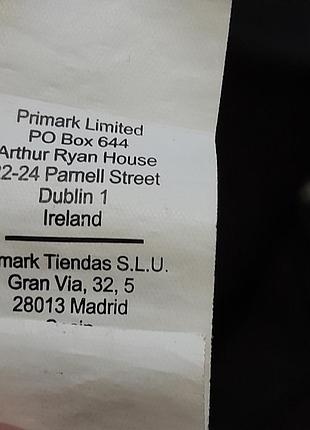 Primark Limited
PO Box 644
Arthur Ryan House
22-24 Parnell Street
Dublin 1
Ireland
mark Tiendas S.L.U.
Gran Via, 32, 5
28013 Madrid